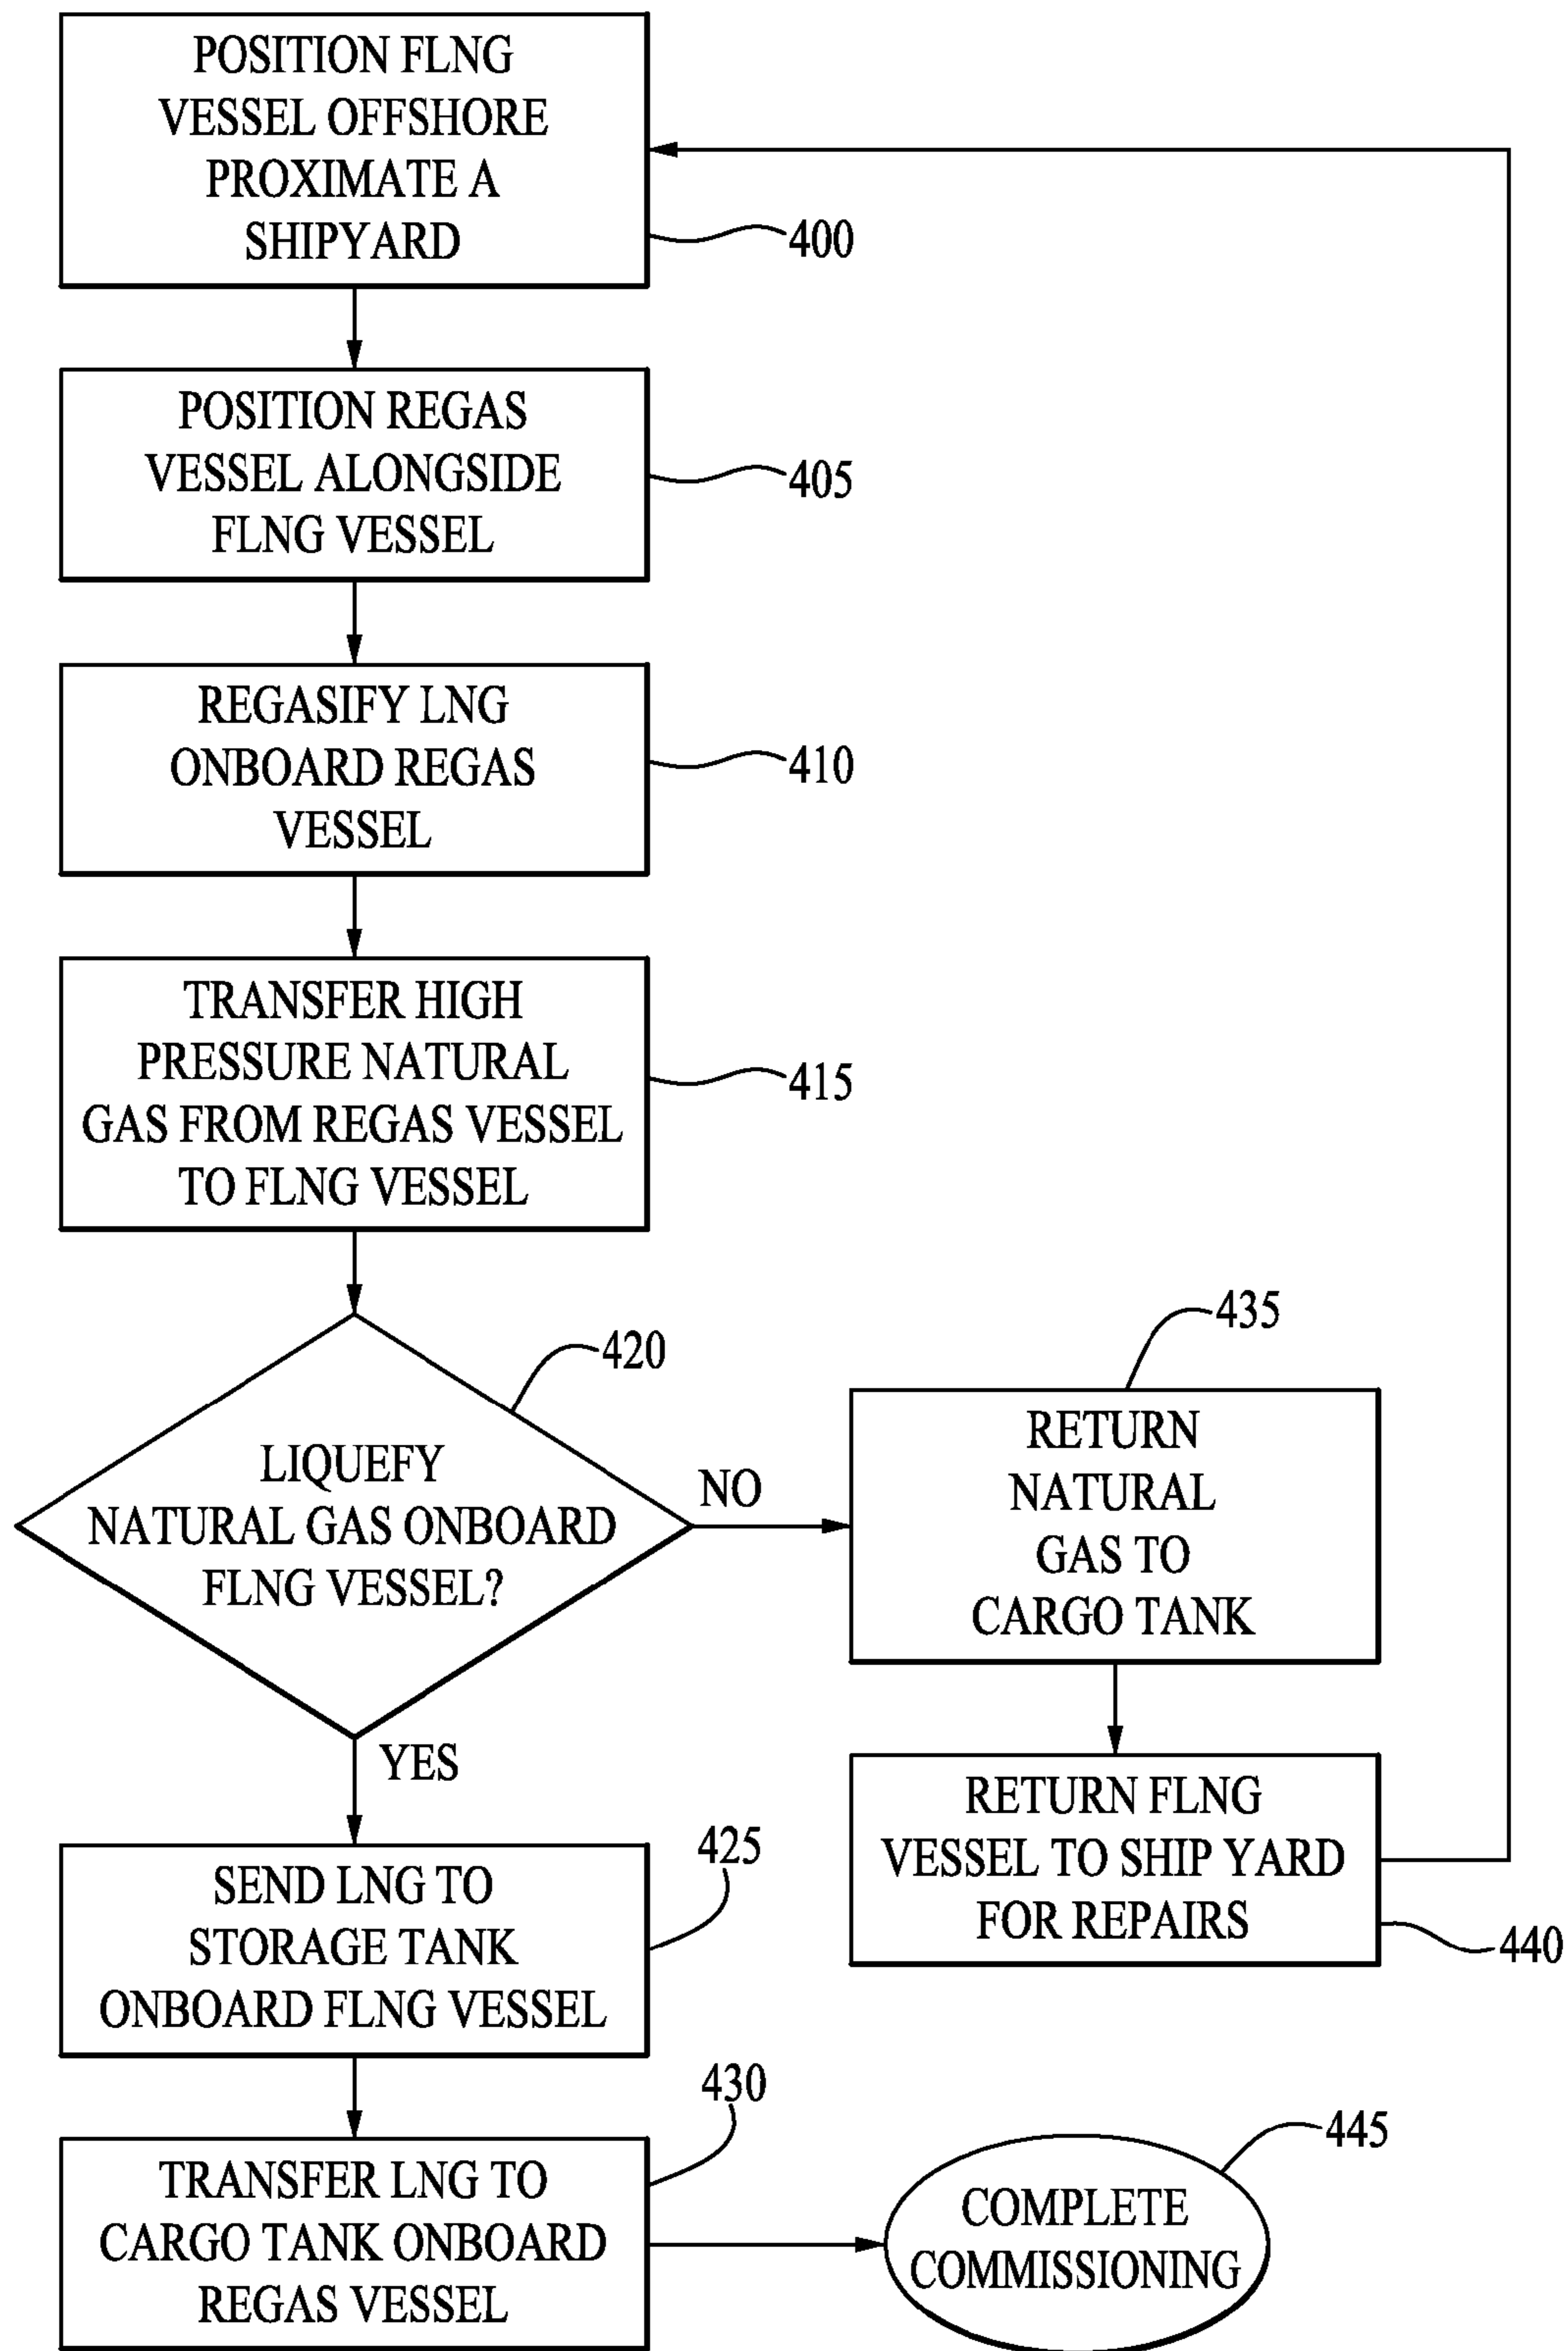 POSITION FLNG
VESSEL OFFSHORE
PROXIMATE A
SHIPYARD
400
POSITION REGAS
VESSEL ALONGSIDE
FLNG VESSEL
405
REGASIFY LNG
ONBOARD REGAS
VESSEL
410
TRANSFER HIGH
PRESSURE NATURAL
GAS FROM REGAS VESSEL
TO FLNG VESSEL
415
LIQUEFY
NATURAL GAS ONBOARD
FLNG VESSEL?
420
NO
RETURN
NATURAL
GAS TO
CARGO TANK
435
RETURN FLNG
VESSEL TO SHIP YARD
FOR REPAIRS
440
YES
SEND LNG TO
STORAGE TANK
ONBOARD FLNG VESSEL
425
TRANSFER LNG TO
CARGO TANK ONBOARD
REGAS VESSEL
430
COMPLETE
COMMISSIONING
445